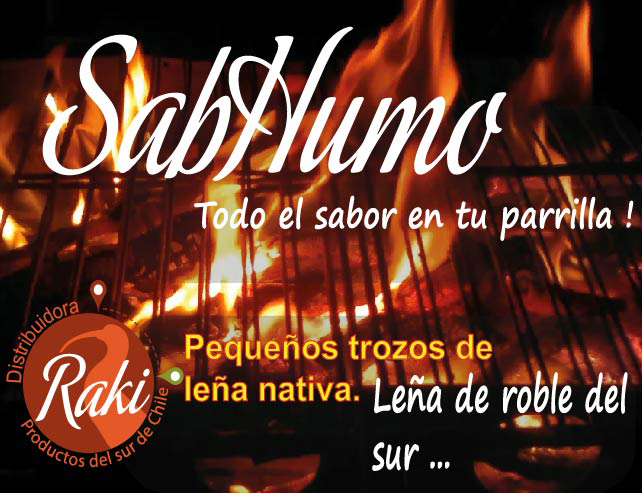 SabHumo
Todo el sabor en tu parrilla !
Distribuidora
Raki
Productos del sur de Chile
Pequeños trozos de
leña nativa.
Leña de roble del
sur ...